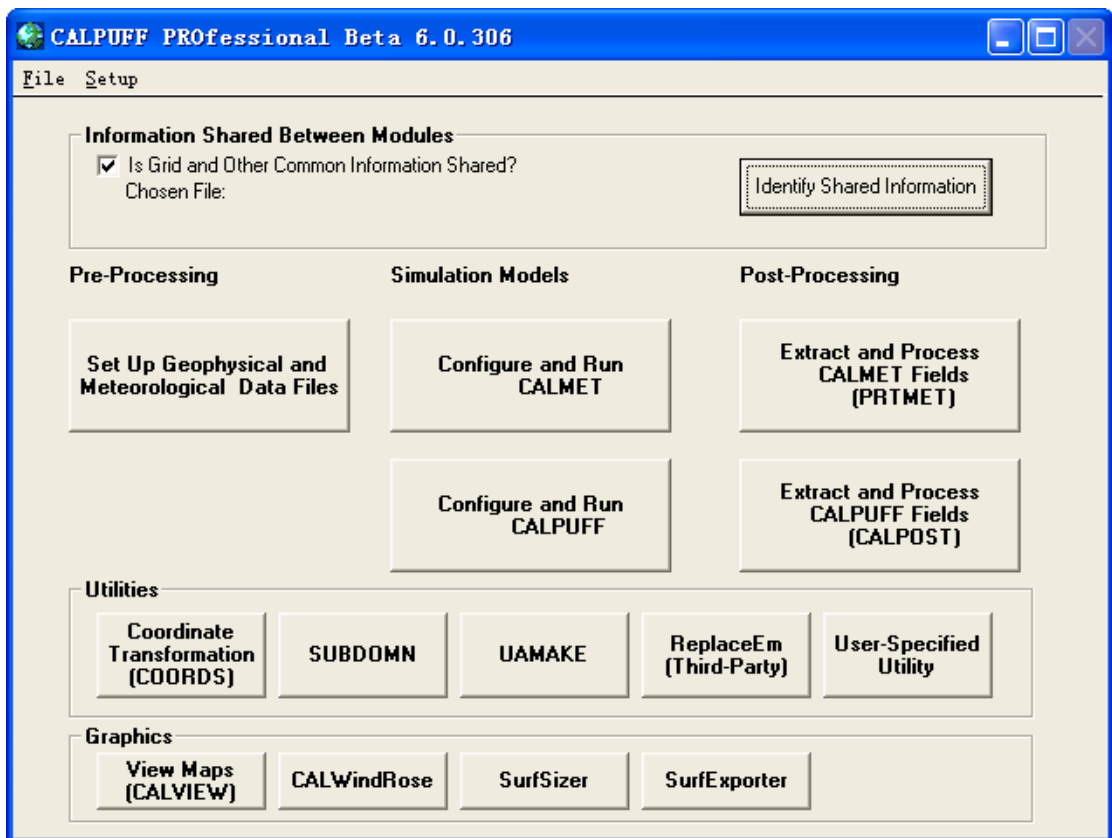 CALPUFF PROfessional Beta 6.0.306
File Setup
Information Shared Between Modules
Is Grid and Other Common Information Shared?
Chosen File:
Identify Shared Information
Pre-Processing
Simulation Models
Post-Processing
Set Up Geophysical and
Meteorological Data Files
Configure and Run
CALMET
Extract and Process
CALMET Fields
(PRTMET)
Configure and Run
CALPUFF
Extract and Process
CALPUFF Fields
(CALPOST)
Utilities
Coordinate
Transformation
(COORDS)
SUBDOMN
UAMAKE
ReplaceEm
(Third-Party)
User-Specified
Utility
Graphics
View Maps
(CALVIEW)
CALWindRose
SurfSizer
SurfExporter